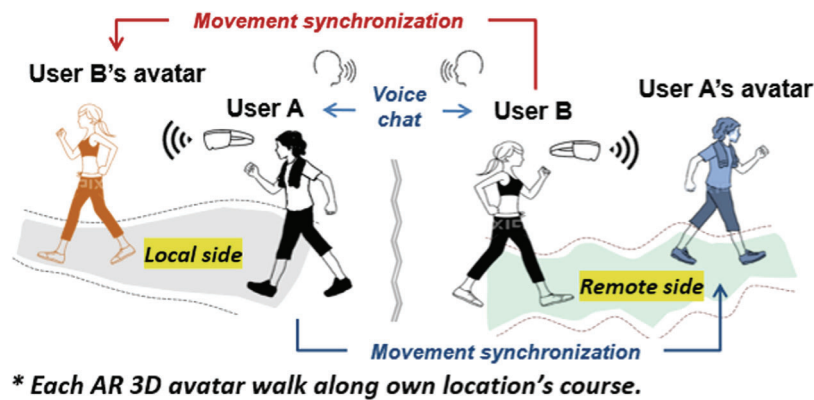 Movement synchronization
User B's avatar
User A
Voice
chat
User B
User A's avatar
Local side
Remote side
Movement synchronization
* Each AR 3D avatar walk along own location's course.